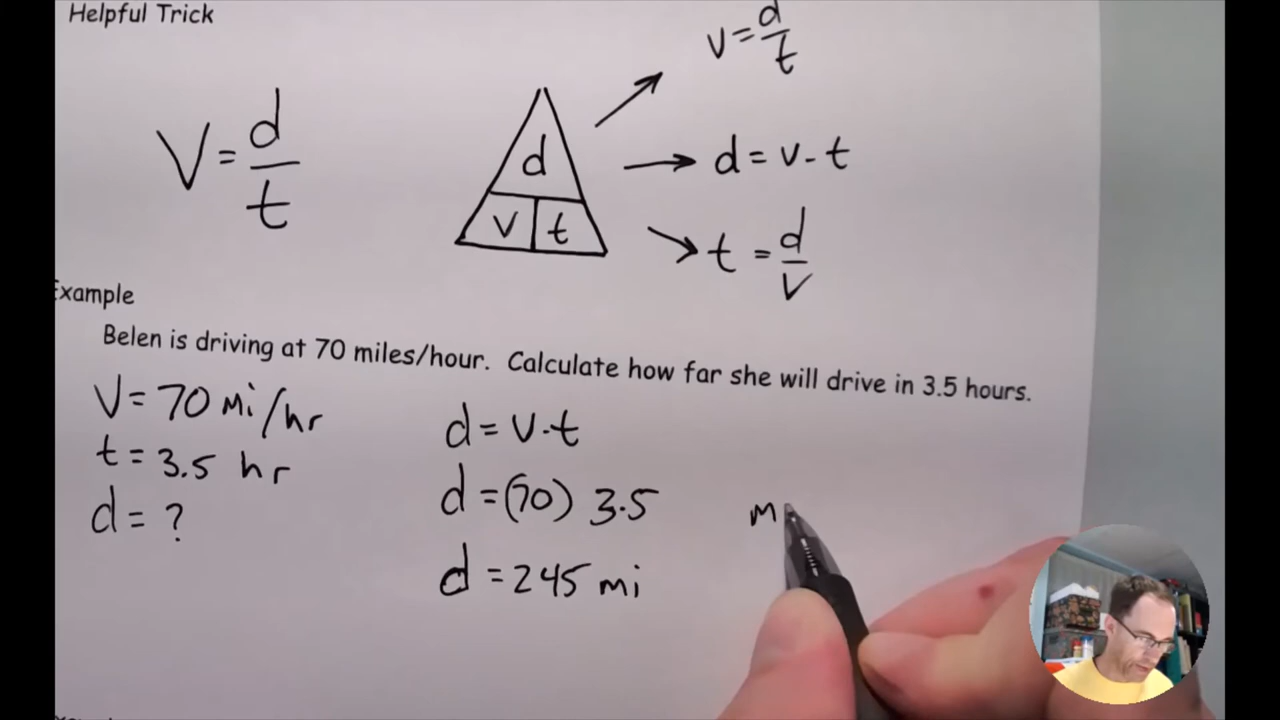 Helpful Trick
V = d/t
d
v t
v = d/t
d = v · t
t = d/v
Example
Belen is driving at 70 miles/hour. Calculate how far she will drive in 3.5 hours.
V = 70 mi/hr
t = 3.5 hr
d = ?
d = v · t
d = (70) 3.5
d = 245 mi
m